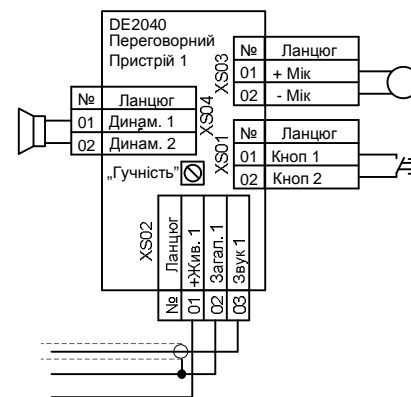 DE2040
Переговорний
Пристрій 1
XS03
№ Ланцюг
01 + Мік
02 - Мік
XS04
№ Ланцюг
01 Динам. 1
02 Динам. 2
XS01
№ Ланцюг
01 Кноп 1
02 Кноп 2
„Гучність”
XS02
№ Ланцюг
01 +Жив. 1
02 Загал. 1
03 Звук 1